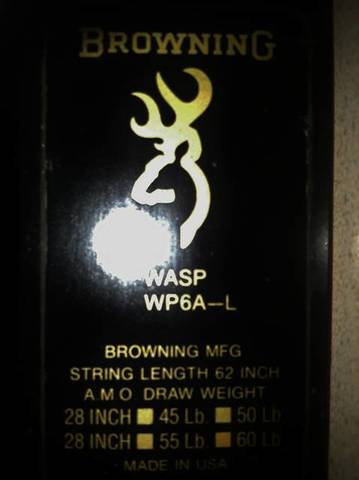 BROWNING
WASP
WP6A-L
BROWNING MFG
STRING LENGTH 62 INCH
AMO DRAW WEIGHT
28 INCH 45 Lb. 50 Lb
28 INCH 55 Lb. 60 Lb
MADE IN USA